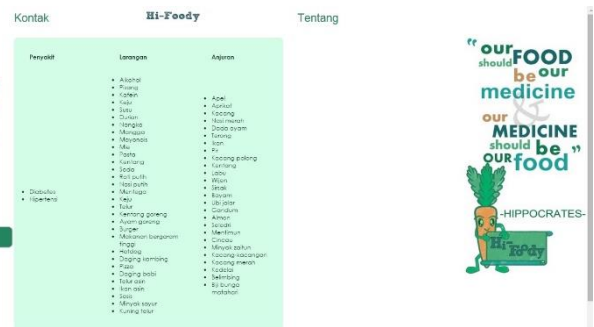 Kontak
Hi-Foody
Tentang
Penyakit
Larangan
Anjuran
Diabetes
Hipertensi
Alkohol
Pisang
Kafein
Keju
Susu
Durian
Nangka
Mangga
Mayonais
Mie
Pasta
Kentang
Soda
Roti putih
Nasi putih
Mentega
Keju
Telur
Kentang goreng
Ayam goreng
Burger
Makanan bergaram
tinggi
Hotdog
Daging kambing
Pizza
Daging babi
Telur asin
Ikan asin
Saus
Minyak sayur
Kuning telur
Apel
Aprikot
Kacang
Nasi merah
Dada ayam
Terong
Ikan
Pir
Kacang polong
Kentang
Labu
Wijen
Sirsak
Bayam
Ubi jalar
Gandum
Almon
Seledri
Mentimun
Cincau
Minyak zaitun
Kacang-kacangan
Kacang merah
Kedelai
Belimbing
Biji bunga
matahari
“ our FOOD
should be our
medicine
&
our
MEDICINE
should be
OUR food ”
-HIPPOCRATES-
Hi-Foody